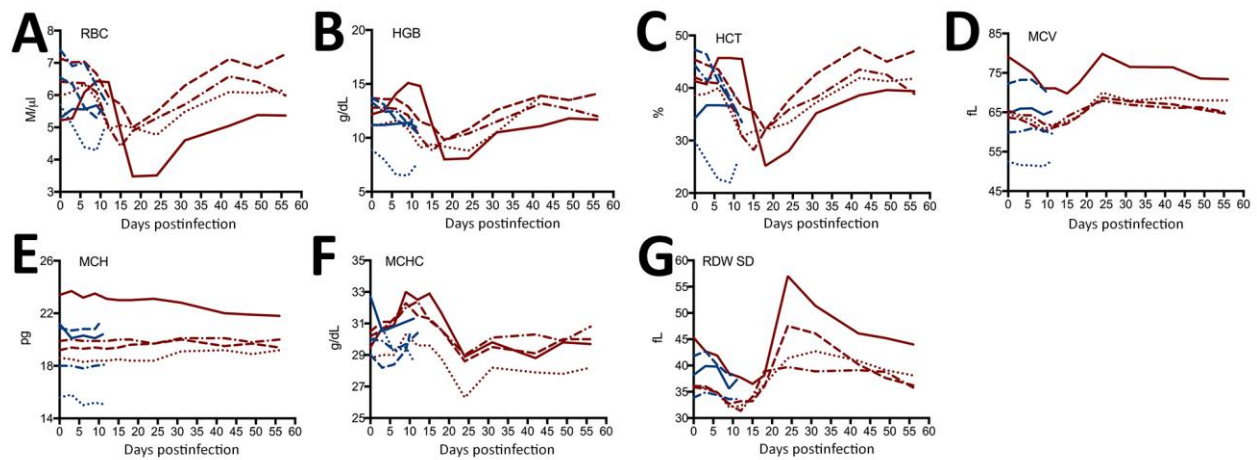 A
RBC
M/µl
8
7
6
5
4
3
0 5 10 15 20 25 30 35 40 45 50 55 60
Days postinfection
B
HGB
g/dL
20
15
10
5
0 5 10 15 20 25 30 35 40 45 50 55 60
Days postinfection
C
HCT
%
50
40
30
20
0 5 10 15 20 25 30 35 40 45 50 55 60
Days postinfection
D
MCV
fL
85
75
65
55
45
0 5 10 15 20 25 30 35 40 45 50 55 60
Days postinfection
E
MCH
pg
26
22
18
14
0 5 10 15 20 25 30 35 40 45 50 55 60
Days postinfection
F
MCHC
g/dL
35
33
31
29
27
25
0 5 10 15 20 25 30 35 40 45 50 55 60
Days postinfection
G
RDW SD
fL
60
55
50
45
40
35
30
0 5 10 15 20 25 30 35 40 45 50 55 60
Days postinfection